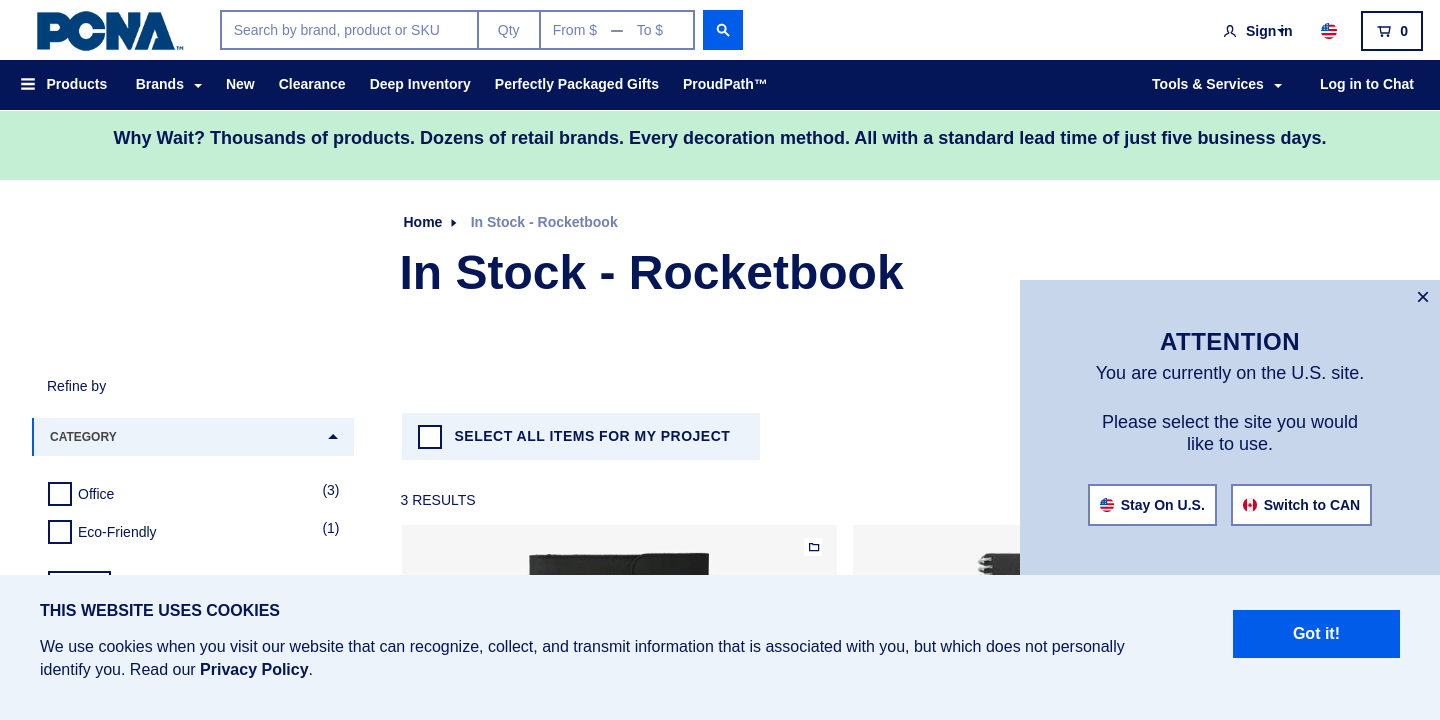 PCNA™
Search by brand, product or SKU
Qty
From $ — To $
Sign in
0
Products
Brands
New
Clearance
Deep Inventory
Perfectly Packaged Gifts
ProudPath™
Tools & Services
Log in to Chat
Why Wait? Thousands of products. Dozens of retail brands. Every decoration method. All with a standard lead time of just five business days.
Home
In Stock - Rocketbook
In Stock - Rocketbook
ATTENTION
You are currently on the U.S. site.
Please select the site you would
like to use.
Stay On U.S.
Switch to CAN
Refine by
CATEGORY
Office (3)
Eco-Friendly (1)
SELECT ALL ITEMS FOR MY PROJECT
3 RESULTS
THIS WEBSITE USES COOKIES
We use cookies when you visit our website that can recognize, collect, and transmit information that is associated with you, but which does not personally
identify you. Read our Privacy Policy.
Got it!